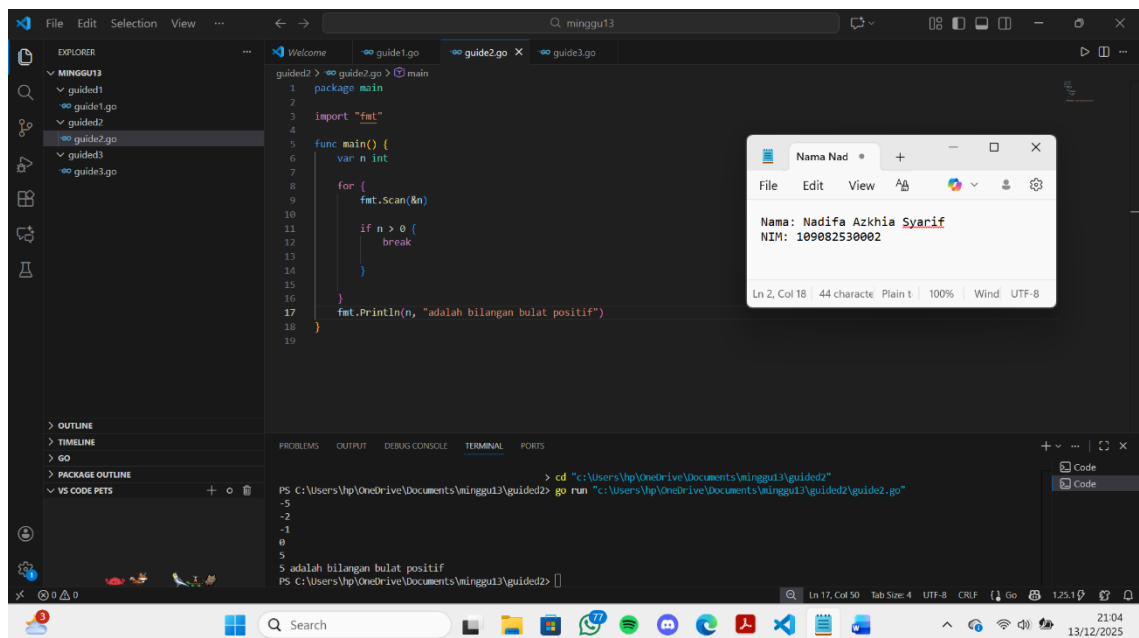 File Edit Selection View ···
minggu13
EXPLORER ···
MINGGU13
guided1
guide1.go
guided2
guide2.go
guided3
guide3.go
OUTLINE
TIMELINE
GO
PACKAGE OUTLINE
VS CODE PETS
Welcome guide1.go guide2.go guide3.go
guided2 > guide2.go > main
1 package main
2
3 import "fmt"
4
5 func main() {
6 var n int
7
8 for {
9 fmt.Scan(&n)
10
11 if n > 0 {
12 break
13
14 }
15
16 }
17 fmt.Println(n, "adalah bilangan bulat positif")
18 }
19
Nama Nad
File Edit View
Nama: Nadifa Azkhia Syarif
NIM: 109082530002
Ln 2, Col 18 44 characte Plain t 100% Wind UTF-8
PROBLEMS OUTPUT DEBUG CONSOLE TERMINAL PORTS
Code
Code
> cd "c:\Users\hp\OneDrive\Documents\minggu13\guided2"
PS C:\Users\hp\OneDrive\Documents\minggu13\guided2> go run "c:\Users\hp\OneDrive\Documents\minggu13\guided2\guide2.go"
-5
-2
-1
0
5
5 adalah bilangan bulat positif
PS C:\Users\hp\OneDrive\Documents\minggu13\guided2>
0 0 Ln 17, Col 50 Tab Size: 4 UTF-8 CRLF {} Go 1.25.1
3 Search 77 21:04
13/12/2025